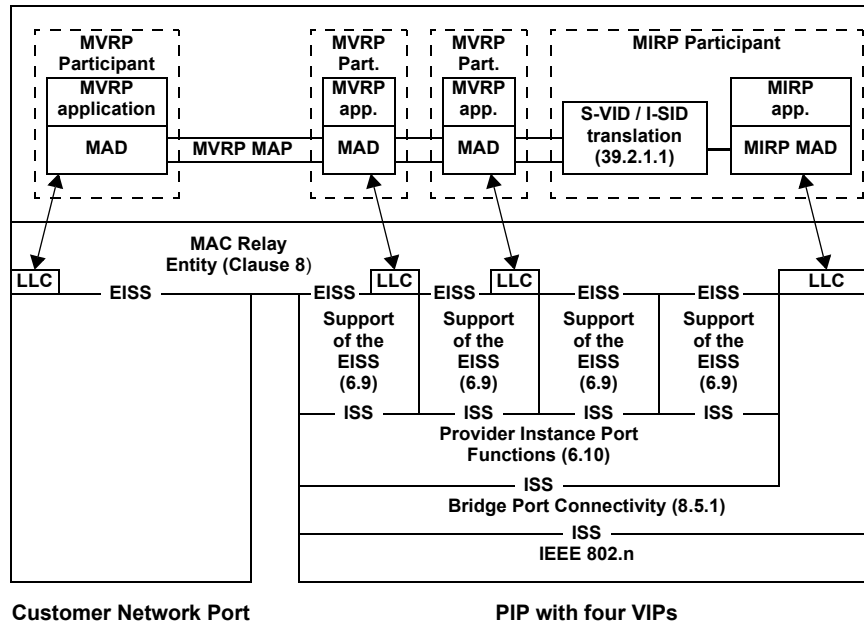 MVRP
Participant
MVRP
application
MAD
MVRP MAP
MVRP
Part.
MVRP
app.
MAD
MVRP
Part.
MVRP
app.
MAD
MIRP Participant
S-VID / I-SID
translation
(39.2.1.1)
MIRP
app.
MIRP MAD
MAC Relay
Entity (Clause 8)
LLC
EISS
EISS
LLC
EISS
LLC
EISS
EISS
LLC
Support
of the
EISS
(6.9)
Support
of the
EISS
(6.9)
Support
of the
EISS
(6.9)
Support
of the
EISS
(6.9)
ISS
ISS
ISS
ISS
Provider Instance Port
Functions (6.10)
ISS
Bridge Port Connectivity (8.5.1)
ISS
IEEE 802.n
Customer Network Port
PIP with four VIPs